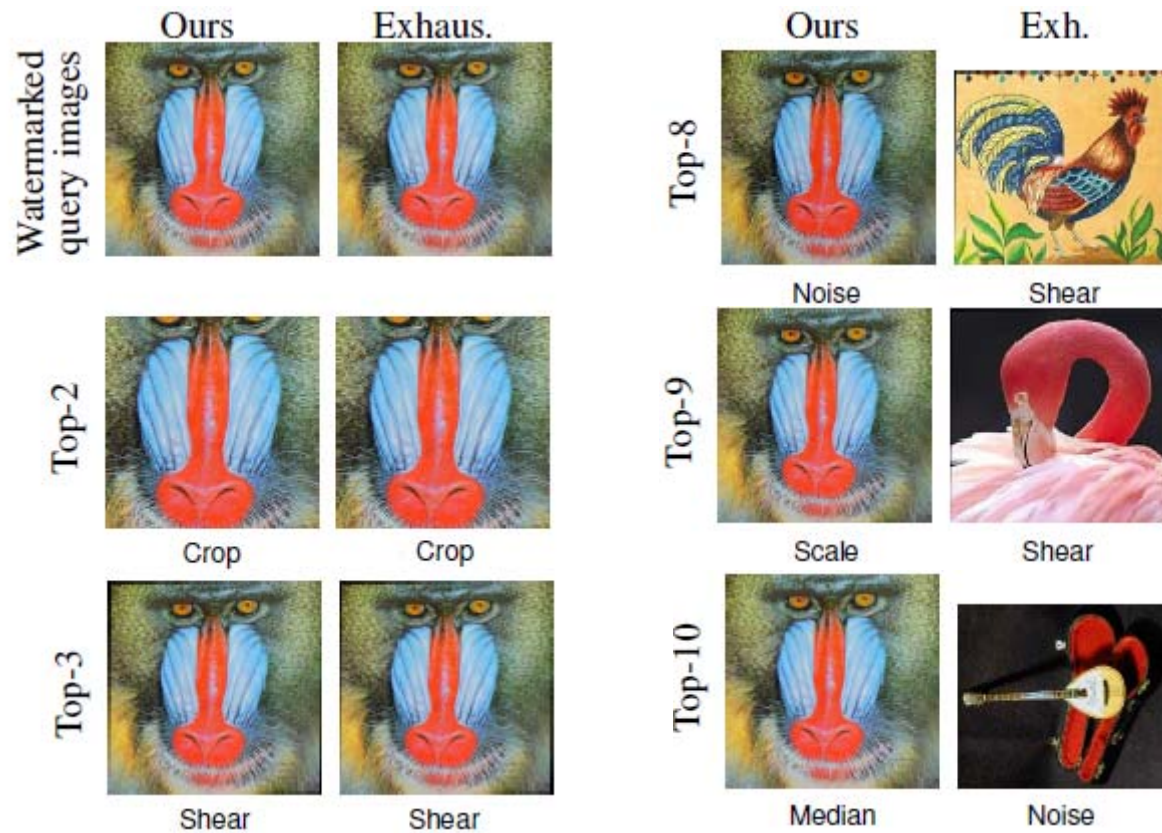 Ours Exhaus.
Watermarked
query images
Top-2
Crop Crop
Top-3
Shear Shear
Ours Exh.
Top-8
Noise Shear
Top-9
Scale Shear
Top-10
Median Noise